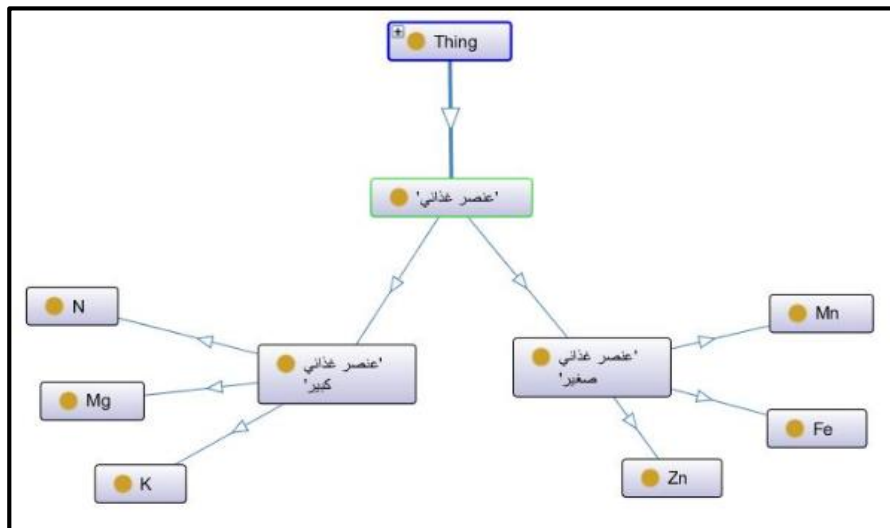 Thing
'عنصر غذائي'
N
Mn
'عنصر غذائي
كبير'
'عنصر غذائي
صغير'
Mg
Fe
K
Zn